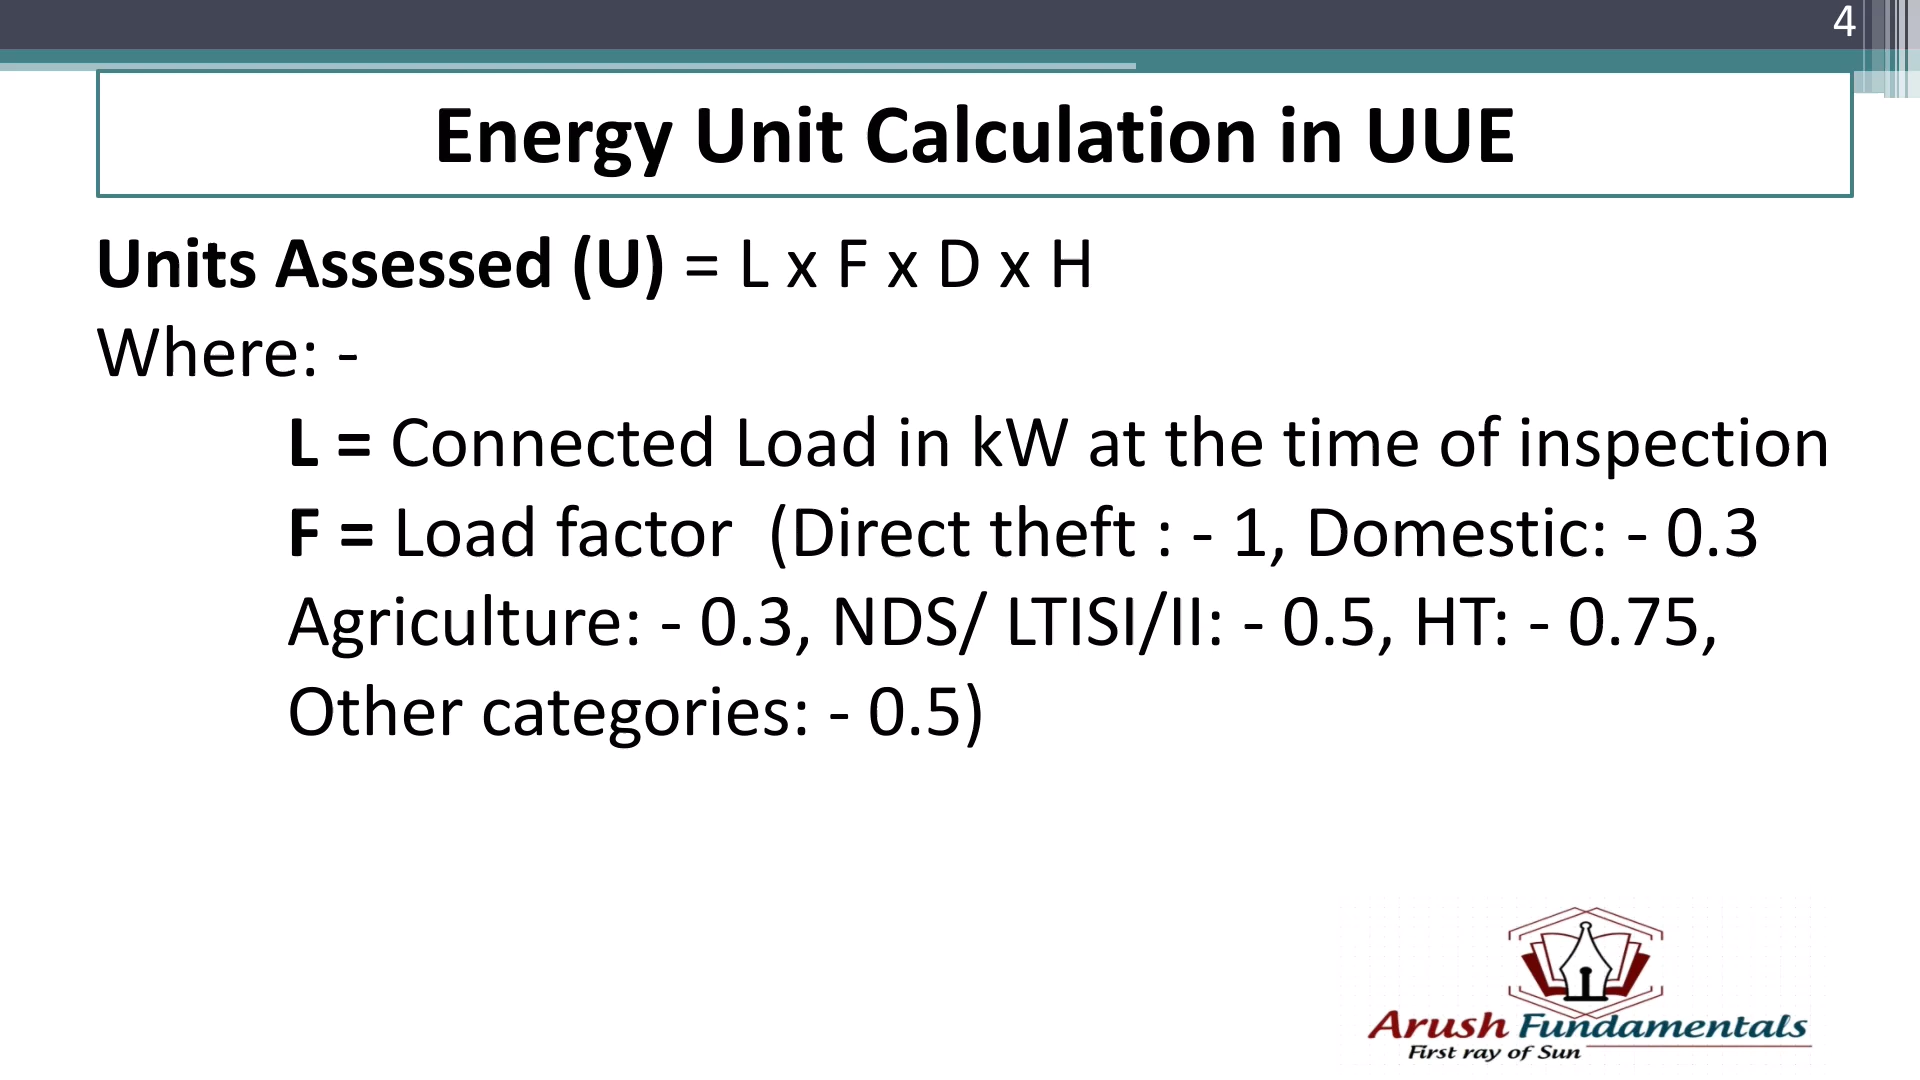 4
Energy Unit Calculation in UUE
Units Assessed (U) = L x F x D x H
Where: -
L = Connected Load in kW at the time of inspection
F = Load factor  (Direct theft : - 1, Domestic: - 0.3
Agriculture: - 0.3, NDS/ LTISI/II: - 0.5, HT: - 0.75,
Other categories: - 0.5)
Arush Fundamentals
First ray of Sun